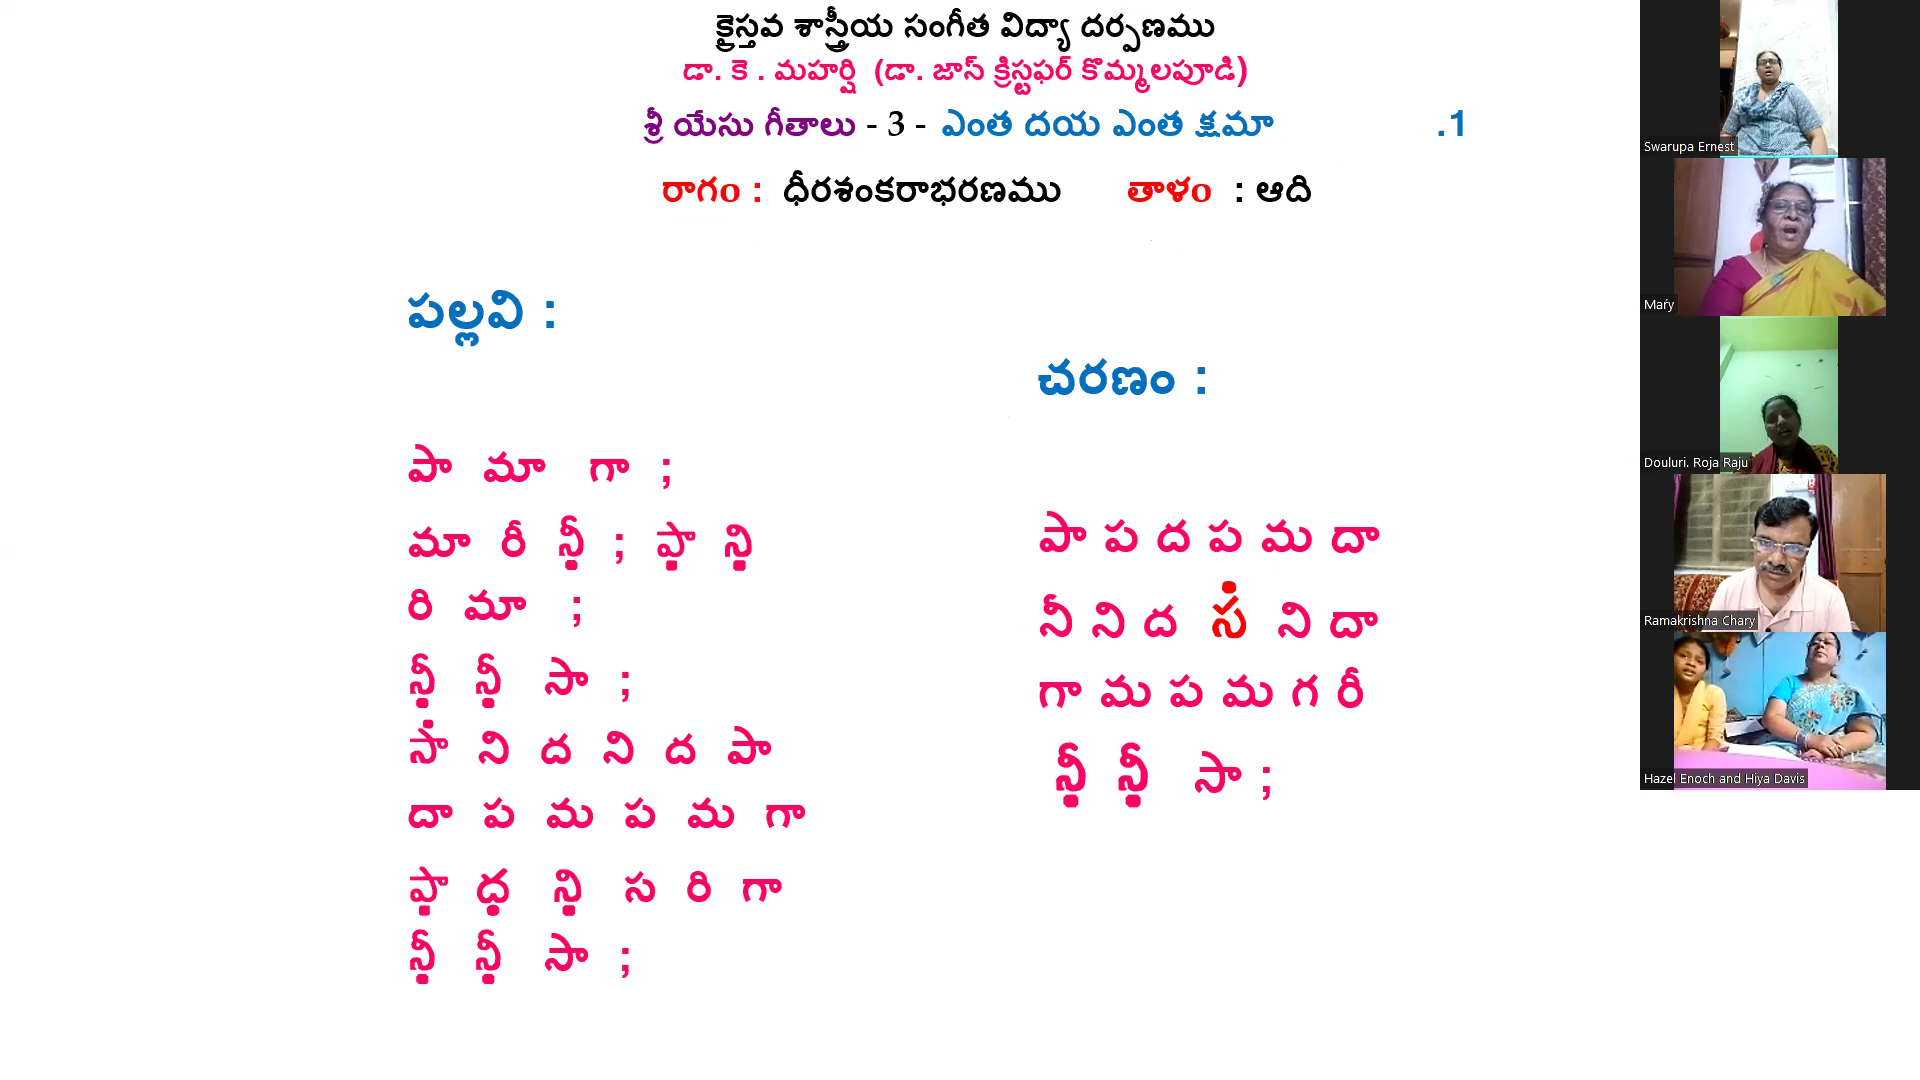 క్రైస్తవ శాస్త్రీయ సంగీత విద్యా దర్పణము
డా. కె . మహర్షి (డా. జాస్ క్రిస్టఫర్ కొమ్మలపూడి)
శ్రీ యేసు గీతాలు - 3 - ఎంత దయ ఎంత క్షమా .1
రాగం : ధీరశంకరాభరణము తాళం : ఆది
పల్లవి :
పా మా గా ;
మా రీ నీ̣ ; పా̣ ని̣
రి మా ;
నీ̣ నీ̣ సా ;
సా̇ ని ద ని ద పా
దా ప మ ప మ గా
పా̣ ధ̣ ని̣ స రి గా
నీ̣ నీ̣ సా ;
చరణం :
పా ప ద ప మ దా
నీ ని ద స̇ ని దా
గా మ ప మ గ రీ
నీ̣ నీ̣ సా ;
Swarupa Ernest
Maŕy
Douluri. Roja Raju
Ramakrishna Chary
Hazel Enoch and Hiya Davis